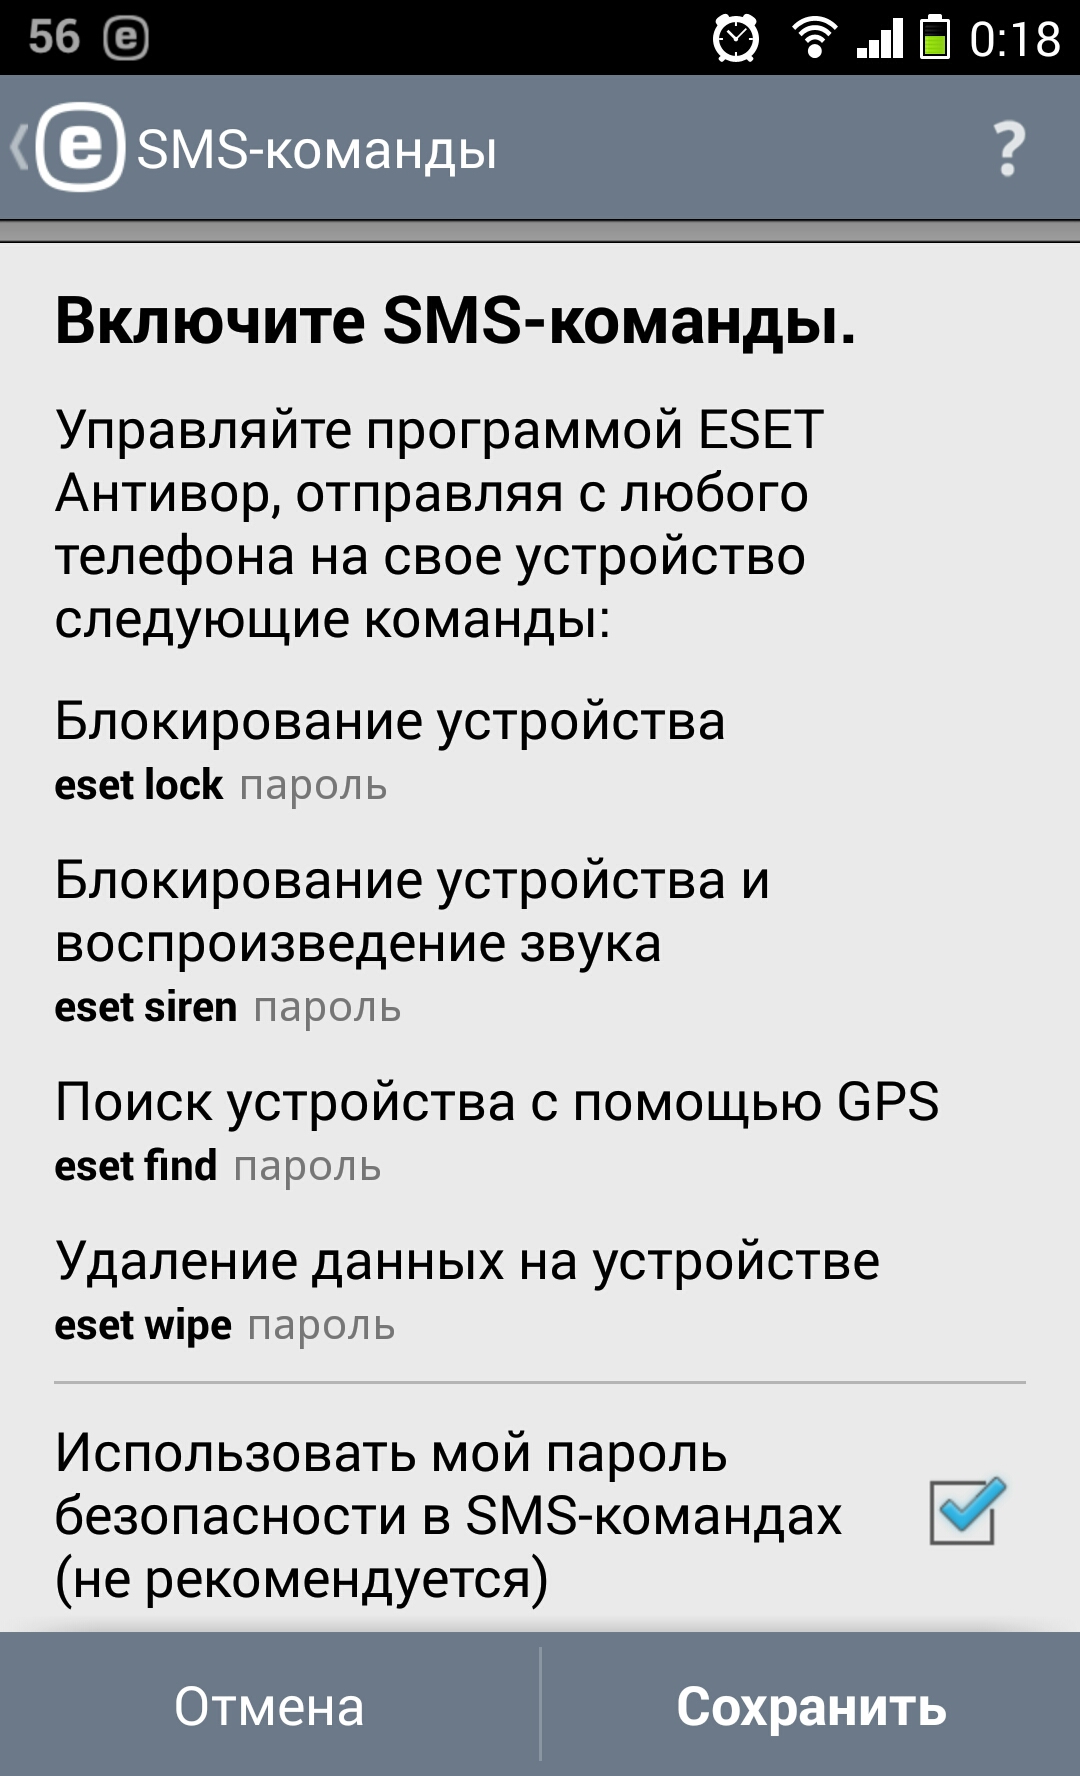 56 e 0:18
e SMS-команды ?
Включите SMS-команды.
Управляйте программой ESET
Антивор, отправляя с любого
телефона на свое устройство
следующие команды:
Блокирование устройства
eset lock пароль
Блокирование устройства и
воспроизведение звука
eset siren пароль
Поиск устройства с помощью GPS
eset find пароль
Удаление данных на устройстве
eset wipe пароль
Использовать мой пароль
безопасности в SMS-командах
(не рекомендуется)
Отмена Сохранить